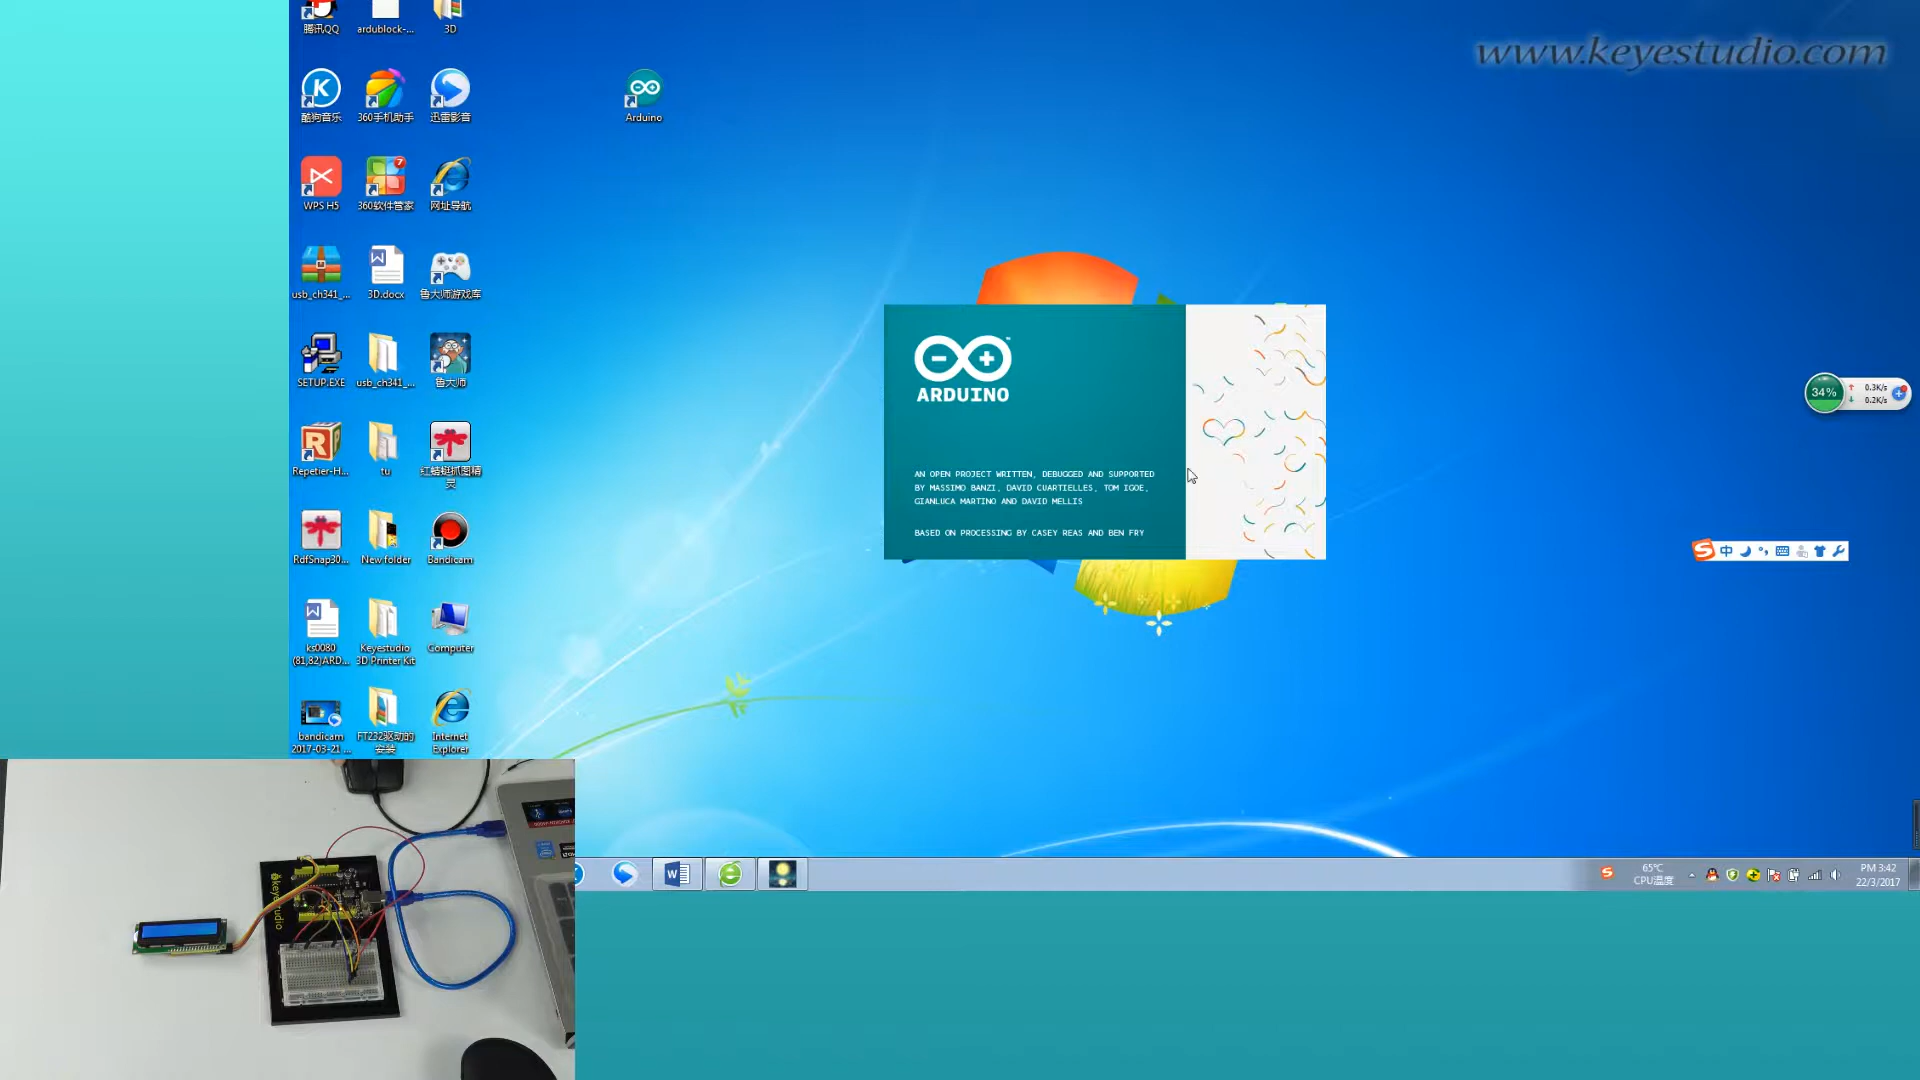 www.keyestudio.com
腾讯QQ
ardublock-...
3D
酷狗音乐
360手机助手
迅雷影音
Arduino
WPS H5
7
360软件管家
网址导航
usb_ch341_...
3D.docx
鲁大师游戏库
SETUP.EXE
usb_ch341_...
鲁大师
Repetier-H...
tu
红蜻蜓抓图精
灵
RdfSnap30...
New folder
Bandicam
ks0080
(81,82)ARD...
Keyestudio
3D Printer Kit
Computer
bandicam
2017-03-21 ...
FT232驱动的
安装
Internet
Explorer
ARDUINO
AN OPEN PROJECT WRITTEN, DEBUGGED AND SUPPORTED
BY MASSIMO BANZI, DAVID CUARTIELLES, TOM IGOE,
GIANLUCA MARTINO AND DAVID MELLIS
BASED ON PROCESSING BY CASEY REAS AND BEN FRY
34%
0.3K/s
0.2K/s
中
65℃
CPU温度
PM 3:42
22/3/2017
keyestudio